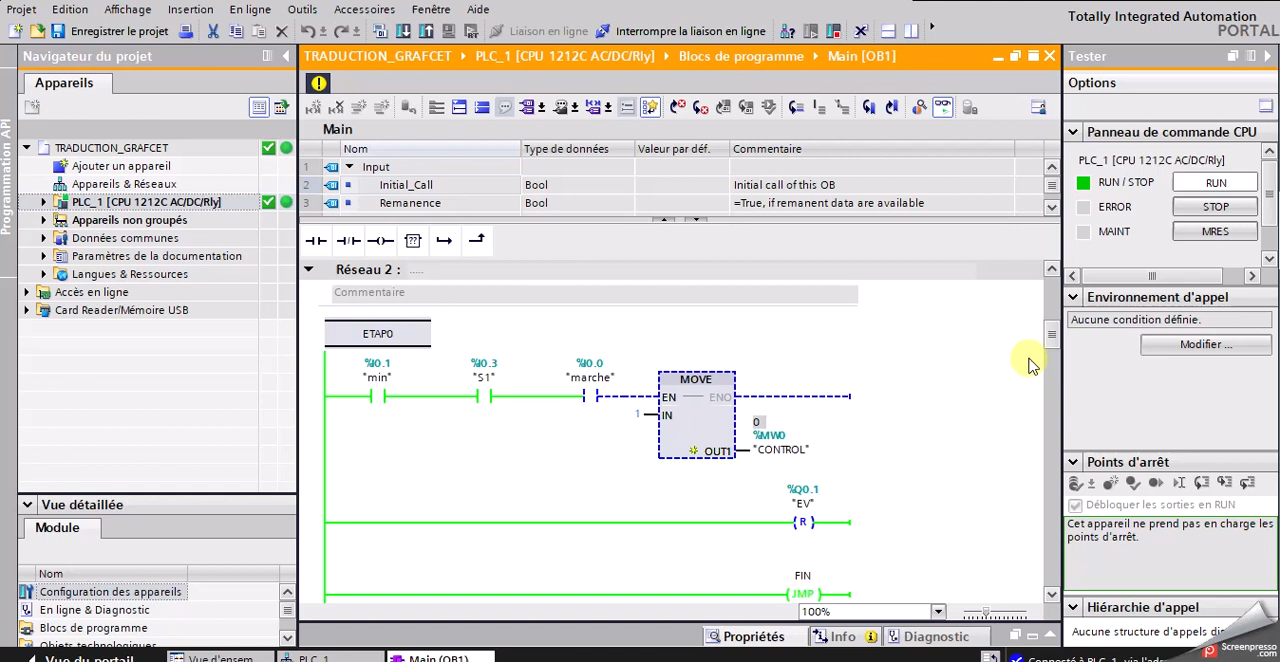 Projet Edition Affichage Insertion En ligne Outils Accessoires Fenêtre Aide
Totally Integrated Automation
PORTAL
Enregistrer le projet Liaison en ligne Interrompre la liaison en ligne
Navigateur du projet
TRADUCTION_GRAFCET PLC_1 [CPU 1212C AC/DC/Rly] Blocs de programme Main [OB1]
Tester
Appareils
Options
Programmation API
Main
Nom Type de données Valeur par déf. Commentaire
1 Input
2 Initial_Call Bool Initial call of this OB
3 Remanence Bool =True, if remanent data are available
TRADUCTION_GRAFCET
Ajouter un appareil
Appareils & Réseaux
PLC_1 [CPU 1212C AC/DC/Rly]
Appareils non groupés
Données communes
Paramètres de la documentation
Langues & Ressources
Accès en ligne
Card Reader/Mémoire USB
Panneau de commande CPU
PLC_1 [CPU 1212C AC/DC/Rly]
RUN / STOP RUN
ERROR STOP
MAINT MRES
Environnement d'appel
Aucune condition définie.
Modifier ...
Points d'arrêt
Débloquer les sorties en RUN
Cet appareil ne prend pas en charge les
points d'arrêt.
Hiérarchie d'appel
??
Réseau 2 : .....
Commentaire
ETAP0
%I0.1 %I0.3 %I0.0
"min" "S1" "marche"
MOVE
EN ENO
1 IN
0
%MW0
OUT1 "CONTROL"
%Q0.1
"EV"
R
FIN
JMP
100%
Vue détaillée
Module
Nom
Configuration des appareils
En ligne & Diagnostic
Blocs de programme
Objets technologiques
Propriétés Info Diagnostic
Screenpresso
.com
Vue du portail Vue d'ensem PLC_1 Main (OB1)